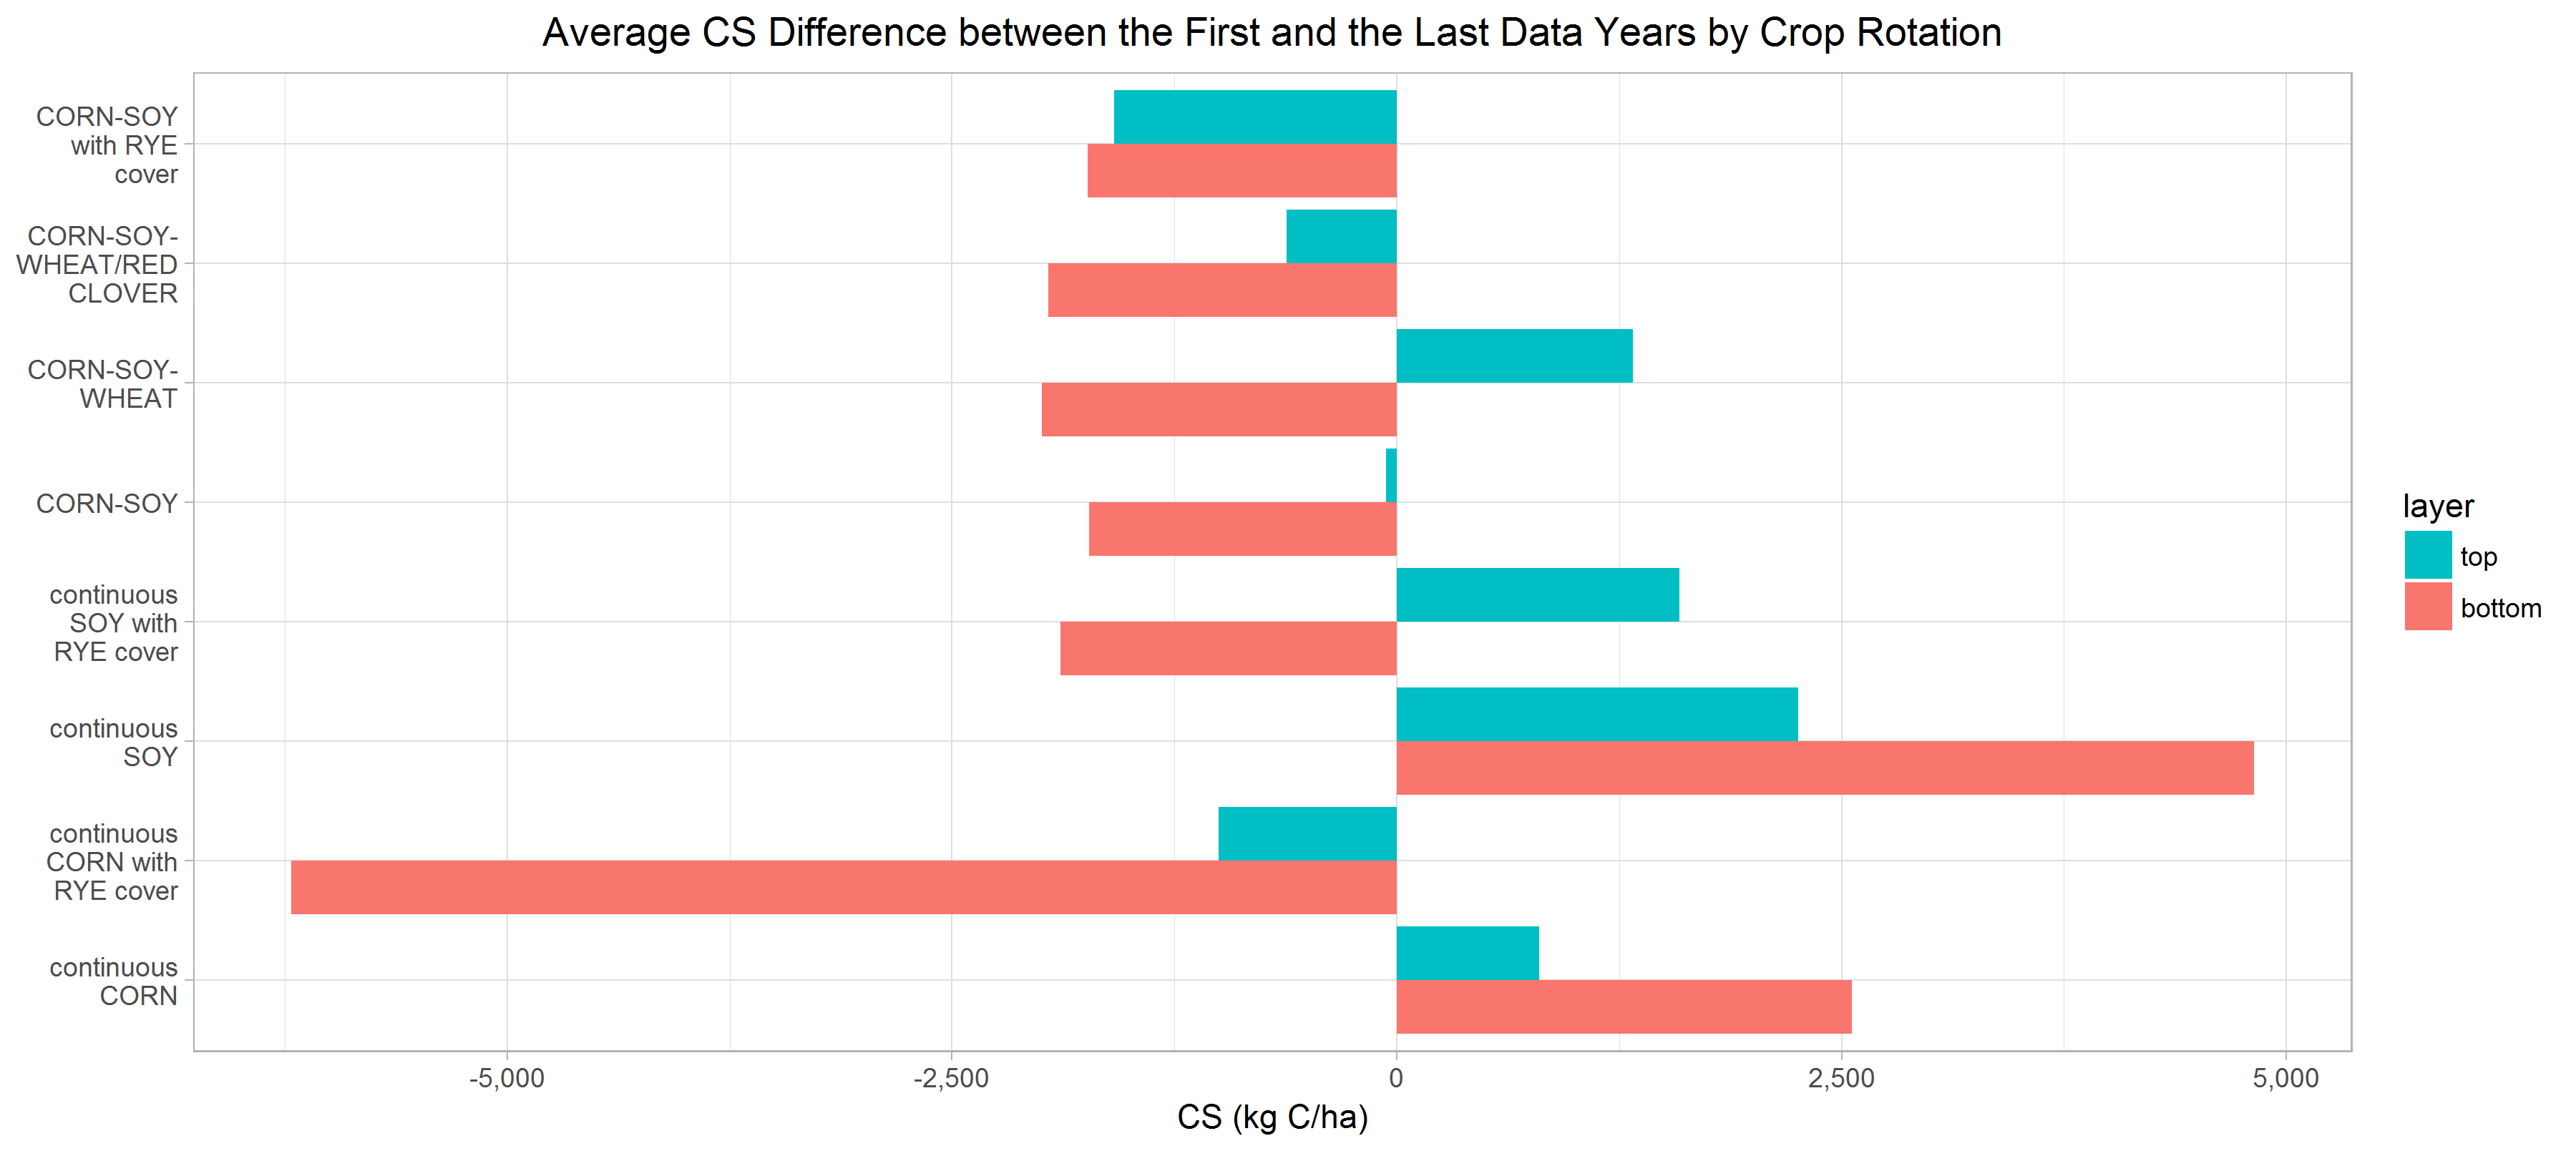 Average CS Difference between the First and the Last Data Years by Crop Rotation
CORN-SOY
with RYE
cover
CORN-SOY-
WHEAT/RED
CLOVER
CORN-SOY-
WHEAT
CORN-SOY
continuous
SOY with
RYE cover
continuous
SOY
continuous
CORN with
RYE cover
continuous
CORN
-5,000
-2,500
0
2,500
5,000
CS (kg C/ha)
layer
top
bottom